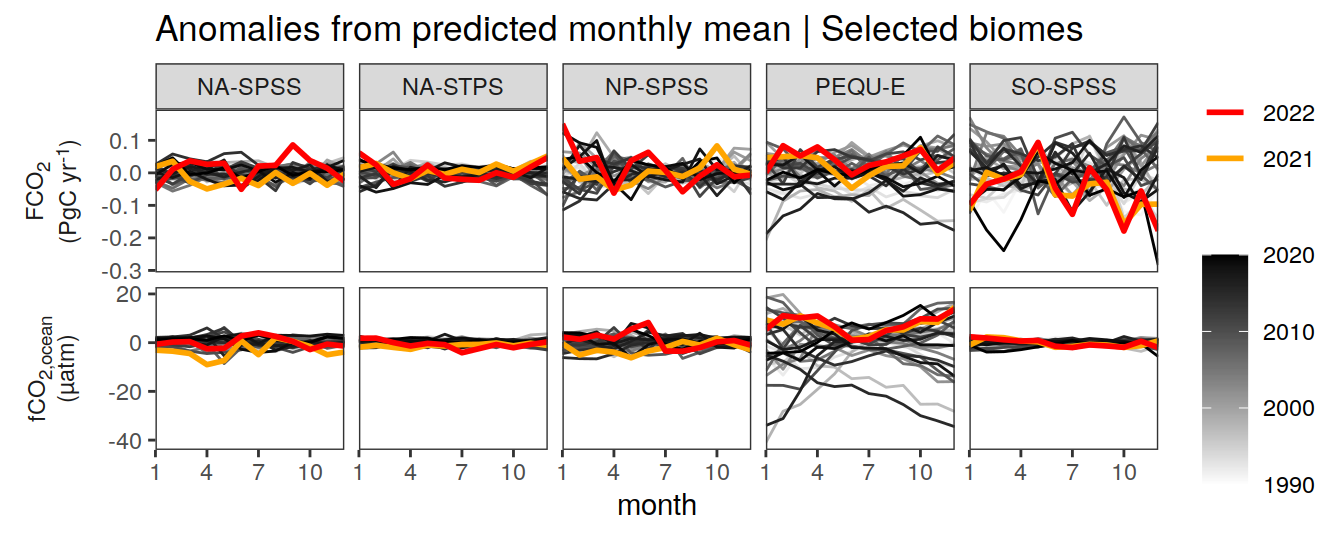 Anomalies from predicted monthly mean | Selected biomes
NA-SPSS NA-STPS NP-SPSS PEQU-E SO-SPSS
FCO₂
(PgC yr⁻¹)
0.1
0.0
-0.1
-0.2
-0.3
fCO₂,ocean
(µatm)
20
0
-20
-40
1 4 7 10 1 4 7 10 1 4 7 10 1 4 7 10 1 4 7 10
month
2022
2021
2020
2010
2000
1990